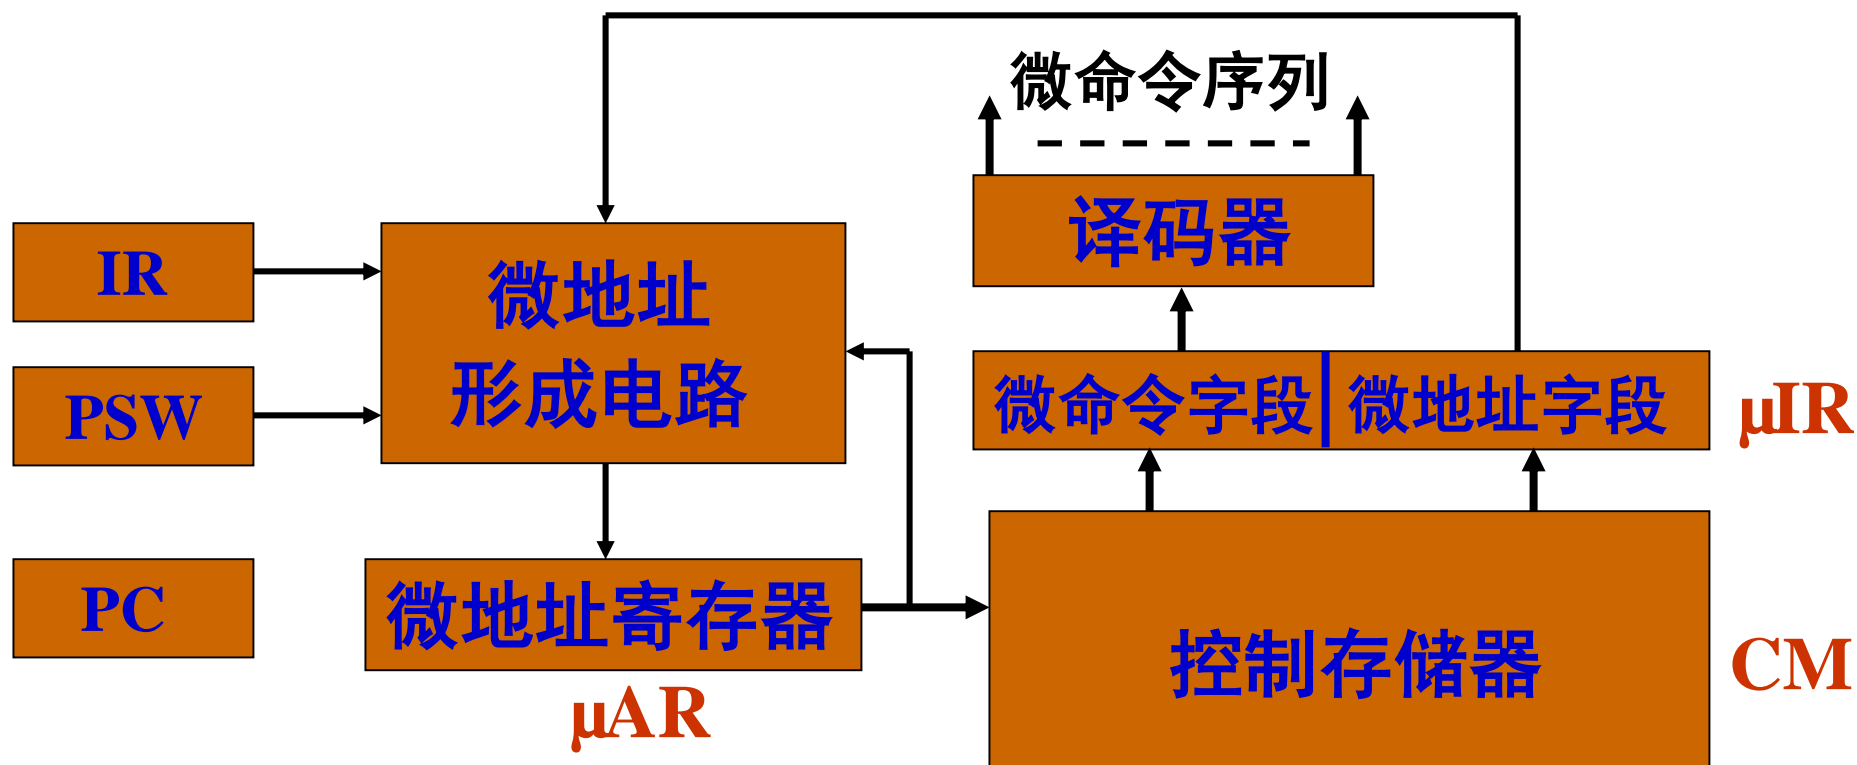 微命令序列
译码器
IR
微地址
形成电路
PSW
微命令字段
微地址字段
μIR
PC
微地址寄存器
μAR
控制存储器
CM